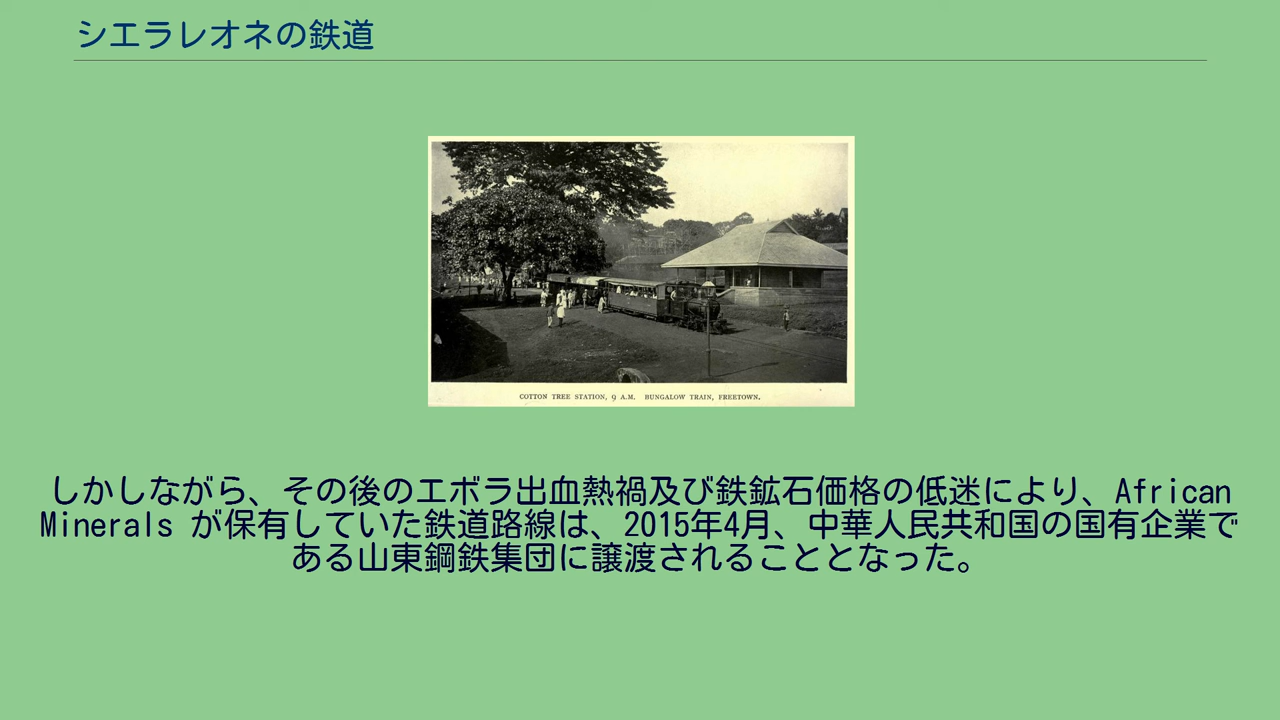 シエラレオネの鉄道
COTTON TREE STATION, 9 A.M. BUNGALOW TRAIN, FREETOWN.
しかしながら、その後のエボラ出血熱禍及び鉄鉱石価格の低迷により、African
Minerals が保有していた鉄道路線は、2015年4月、中華人民共和国の国有企業で
ある山東鋼鉄集団に譲渡されることとなった。